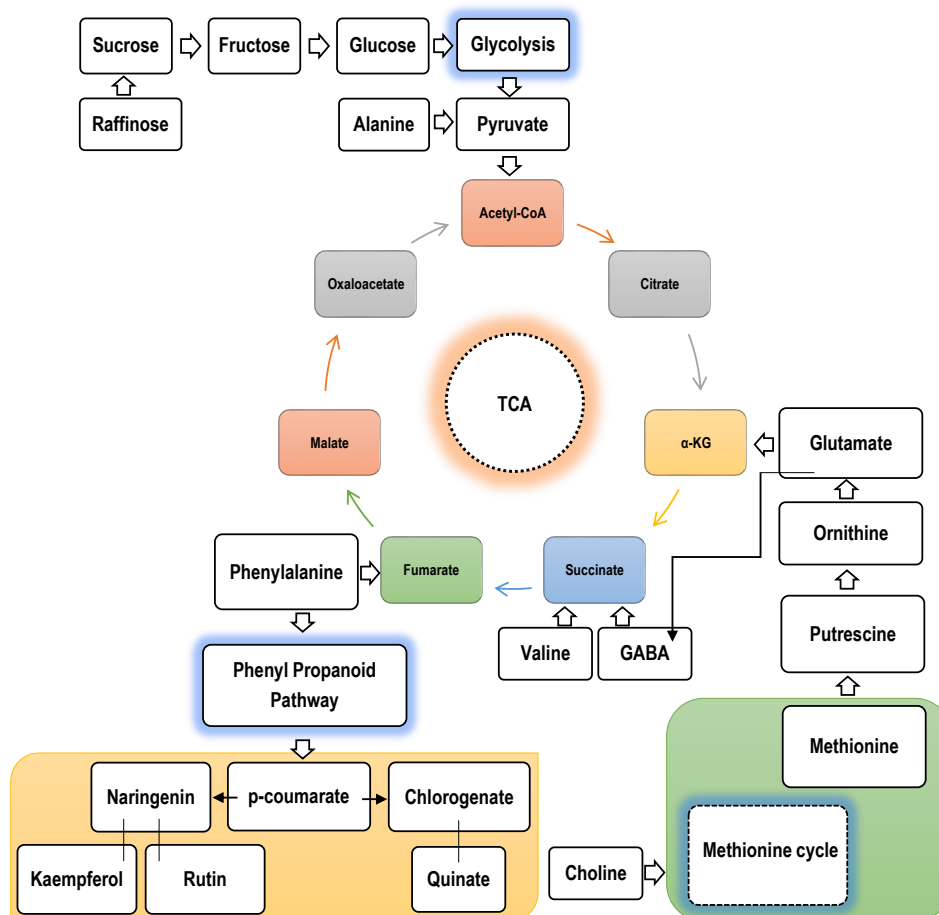 Sucrose
Fructose
Glucose
Glycolysis
Raffinose
Alanine
Pyruvate
Acetyl-CoA
Oxaloacetate
Citrate
TCA
Malate
α-KG
Glutamate
Ornithine
Phenylalanine
Fumarate
Succinate
Valine
GABA
Putrescine
Phenyl Propanoid
Pathway
Methionine
Naringenin
p-coumarate
Chlorogenate
Kaempferol
Rutin
Quinate
Choline
Methionine cycle